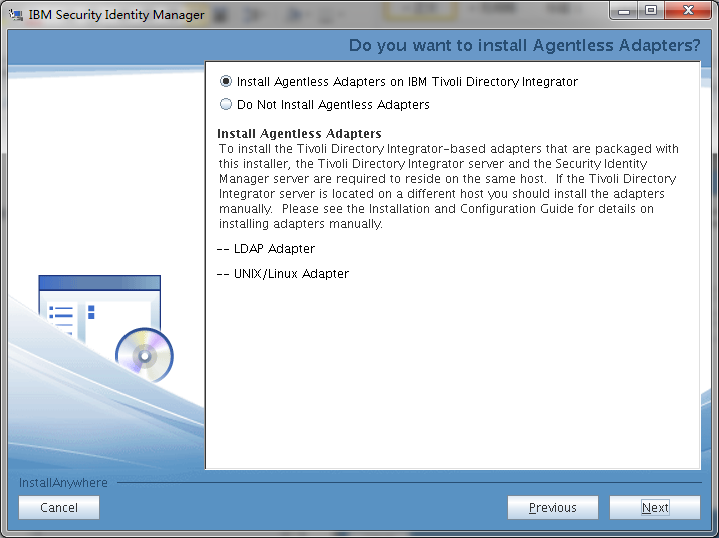 IBM Security Identity Manager
Do you want to install Agentless Adapters?
Install Agentless Adapters on IBM Tivoli Directory Integrator
Do Not Install Agentless Adapters
Install Agentless Adapters
To install the Tivoli Directory Integrator-based adapters that are packaged with
this installer, the Tivoli Directory Integrator server and the Security Identity
Manager server are required to reside on the same host. If the Tivoli Directory
Integrator server is located on a different host you should install the adapters
manually. Please see the Installation and Configuration Guide for details on
installing adapters manually.
-- LDAP Adapter
-- UNIX/Linux Adapter
InstallAnywhere
Cancel
Previous
Next